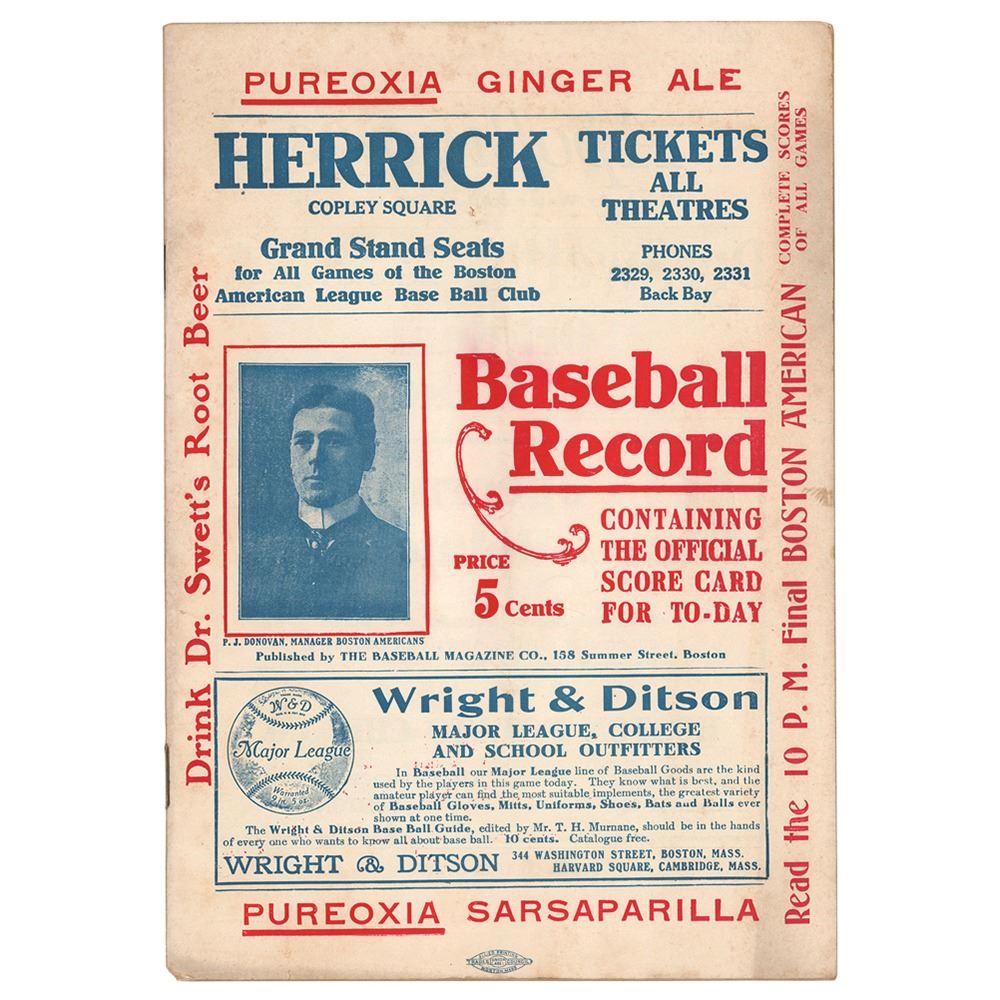 PUREOXIA GINGER ALE
HERRICK
COPLEY SQUARE
TICKETS
ALL
THEATRES
Grand Stand Seats
for All Games of the Boston
American League Base Ball Club
PHONES
2329, 2330, 2331
Back Bay
Drink Dr. Swett's Root Beer
Baseball
Record
CONTAINING
THE OFFICIAL
SCORE CARD
FOR TO-DAY
PRICE
5 Cents
P. J. DONOVAN, MANAGER BOSTON AMERICANS
Published by THE BASEBALL MAGAZINE CO., 158 Summer Street, Boston
Read the 10 P. M. Final BOSTON AMERICAN
COMPLETE SCORES
OF ALL GAMES
W & D
Major League
Warranted
Wright & Ditson
MAJOR LEAGUE, COLLEGE
AND SCHOOL OUTFITTERS
In Baseball our Major League line of Baseball Goods are the kind
used by the players in this game today. They know what is best, and the
amateur player can find the most suitable implements, the greatest variety
of Baseball Gloves, Mitts, Uniforms, Shoes, Bats and Balls ever
shown at one time.
The Wright & Ditson Base Ball Guide, edited by Mr. T. H. Murnane, should be in the hands
of every one who wants to know all about base ball. 10 cents. Catalogue free.
WRIGHT & DITSON
344 WASHINGTON STREET, BOSTON, MASS.
HARVARD SQUARE, CAMBRIDGE, MASS.
PUREOXIA SARSAPARILLA
ALLIED PRINTING
TRADES UNION LABEL COUNCIL
BOSTON MASS